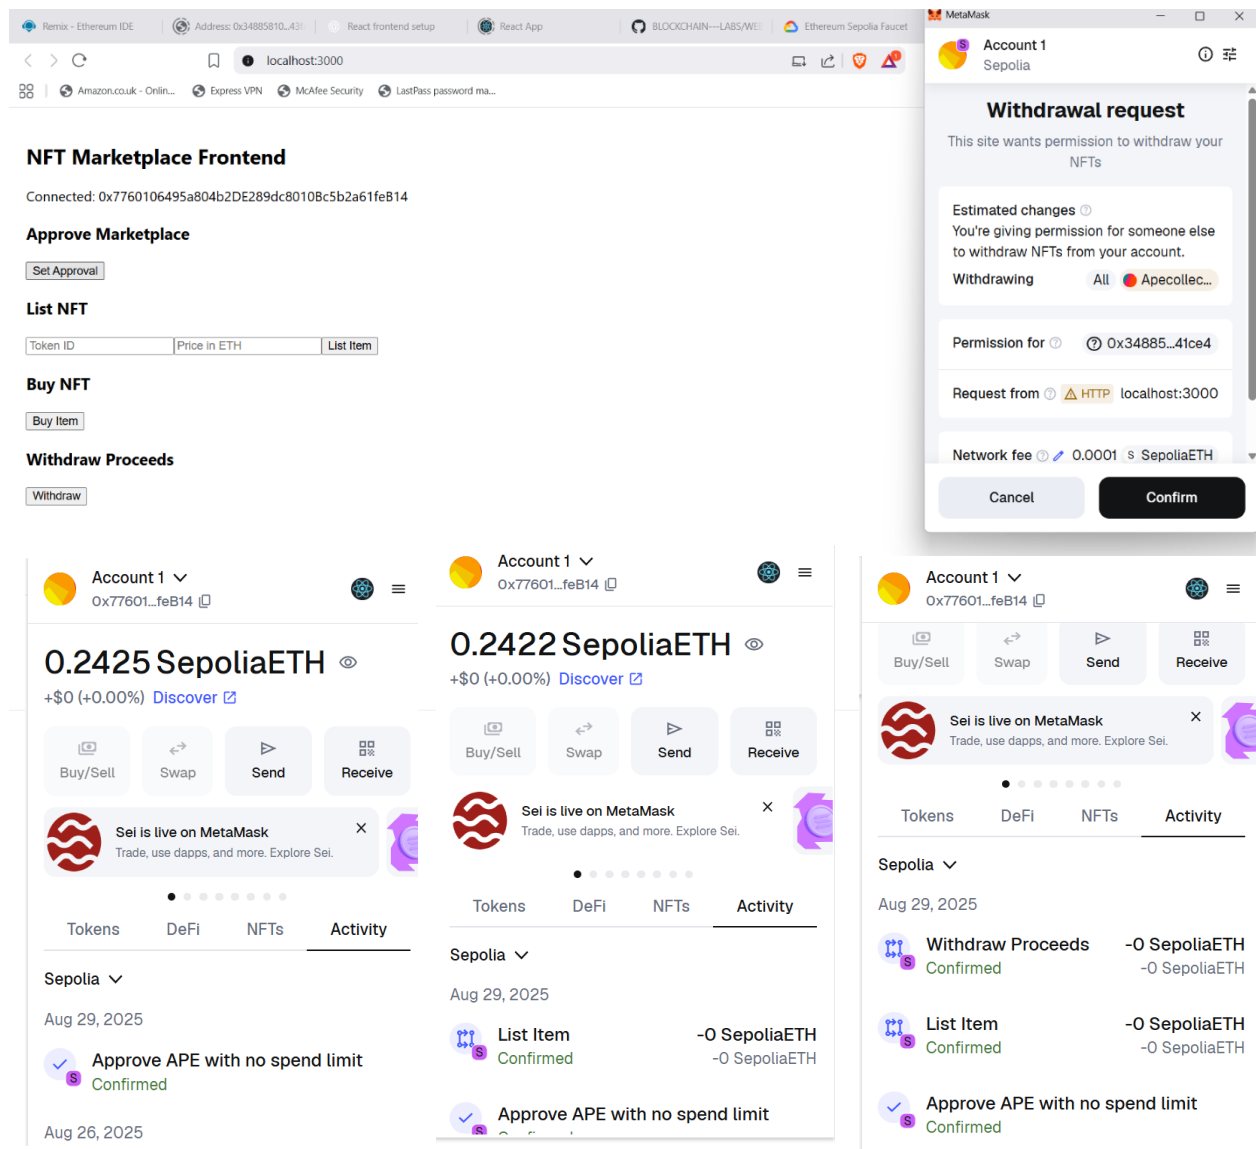 Remix - Ethereum IDE
Address: 0x34885810...43f
React frontend setup
React App
BLOCKCHAIN---LABS/WEB
Ethereum Sepolia Faucet
localhost:3000
Amazon.co.uk - Onlin...
Express VPN
McAfee Security
LastPass password ma...
NFT Marketplace Frontend
Connected: 0x7760106495a804b2DE289dc8010Bc5b2a61feB14
Approve Marketplace
Set Approval
List NFT
Token ID
Price in ETH
List Item
Buy NFT
Buy Item
Withdraw Proceeds
Withdraw
MetaMask
S
Account 1
Sepolia
Withdrawal request
This site wants permission to withdraw your
NFTs
Estimated changes
You're giving permission for someone else
to withdraw NFTs from your account.
Withdrawing All Apecollec...
Permission for 0x34885...41ce4
Request from HTTP localhost:3000
Network fee 0.0001 S SepoliaETH
Cancel
Confirm
Account 1
0x77601...feB14
0.2425 SepoliaETH
+$0 (+0.00%) Discover
Buy/Sell
Swap
Send
Receive
Sei is live on MetaMask
Trade, use dapps, and more. Explore Sei.
Tokens
DeFi
NFTs
Activity
Sepolia
Aug 29, 2025
Approve APE with no spend limit
S
Confirmed
Aug 26, 2025
Account 1
0x77601...feB14
0.2422 SepoliaETH
+$0 (+0.00%) Discover
Buy/Sell
Swap
Send
Receive
Sei is live on MetaMask
Trade, use dapps, and more. Explore Sei.
Tokens
DeFi
NFTs
Activity
Sepolia
Aug 29, 2025
List Item -0 SepoliaETH
S
Confirmed -0 SepoliaETH
Approve APE with no spend limit
S
Account 1
0x77601...feB14
Buy/Sell
Swap
Send
Receive
Sei is live on MetaMask
Trade, use dapps, and more. Explore Sei.
Tokens
DeFi
NFTs
Activity
Sepolia
Aug 29, 2025
Withdraw Proceeds -0 SepoliaETH
S
Confirmed -0 SepoliaETH
List Item -0 SepoliaETH
S
Confirmed -0 SepoliaETH
Approve APE with no spend limit
S
Confirmed